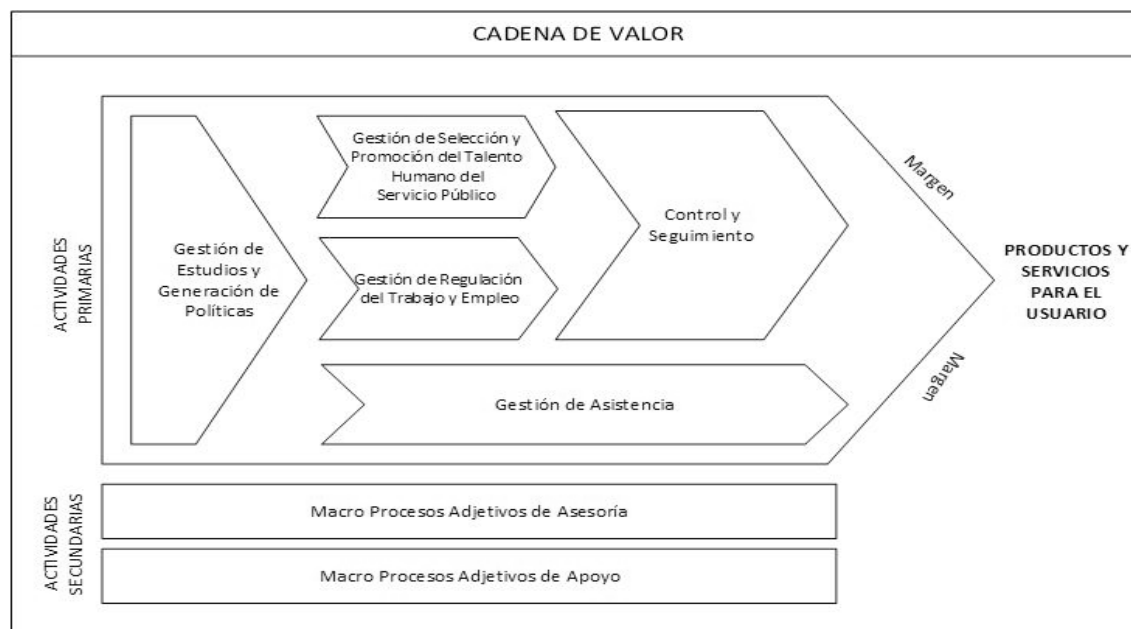 CADENA DE VALOR
ACTIVIDADES
PRIMARIAS
Gestión de
Estudios y
Generación de
Políticas
Gestión de Selección y
Promoción del Talento
Humano del
Servicio Público
Gestión de Regulación
del Trabajo y Empleo
Control y
Seguimiento
Gestión de Asistencia
Margen
Margen
PRODUCTOS Y
SERVICIOS
PARA EL
USUARIO
ACTIVIDADES
SECUNDARIAS
Macro Procesos Adjetivos de Asesoría
Macro Procesos Adjetivos de Apoyo